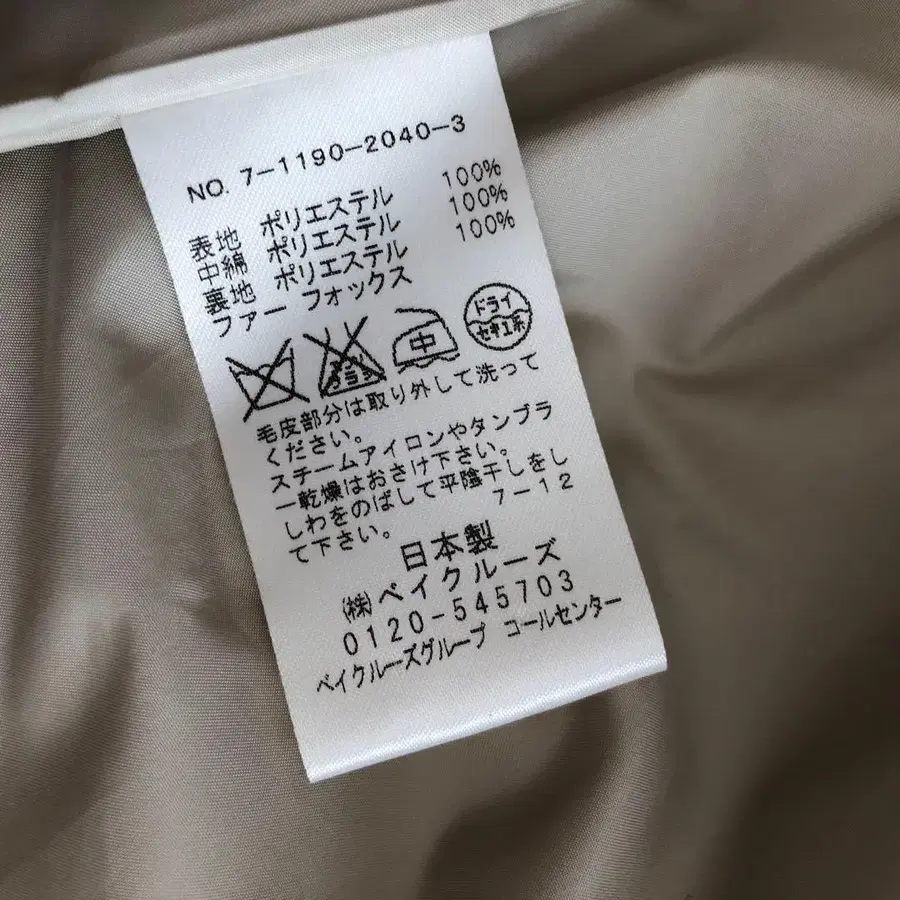 NO. 7-1190-2040-3
表地 ポリエステル 100%
中綿 ポリエステル 100%
裏地 ポリエステル 100%
ファー フォックス
中
ドライ
セキユ系
毛皮部分は取り外して洗って
ください。
スチームアイロンやタンブラ
ー乾燥はおさけ下さい。
しわをのばして平陰干しをし
て下さい。 7-12
日本製
(株)ベイクルーズ
0120-545703
ベイクルーズグループ コールセンター